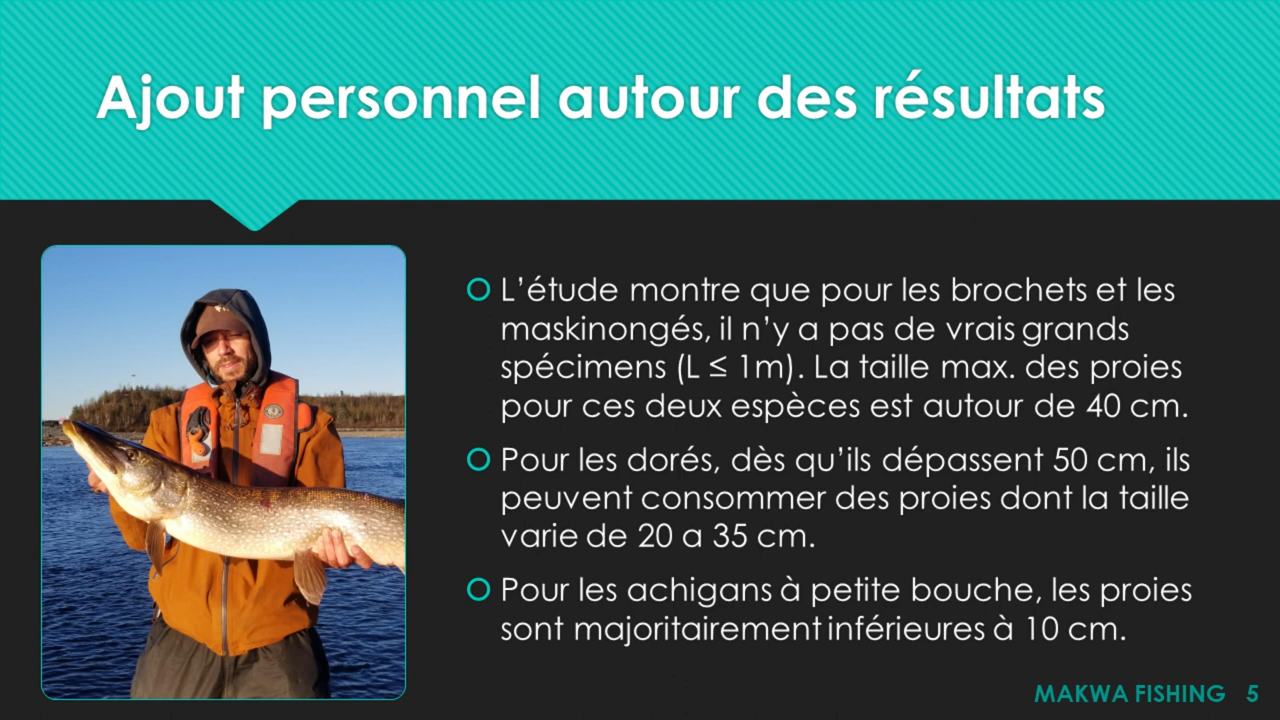 Ajout personnel autour des résultats
L'étude montre que pour les brochets et les
maskinongés, il n'y a pas de vrais grands
spécimens (L ≤ 1m). La taille max. des proies
pour ces deux espèces est autour de 40 cm.
Pour les dorés, dès qu'ils dépassent 50 cm, ils
peuvent consommer des proies dont la taille
varie de 20 a 35 cm.
Pour les achigans à petite bouche, les proies
sont majoritairement inférieures à 10 cm.
MAKWA FISHING 5